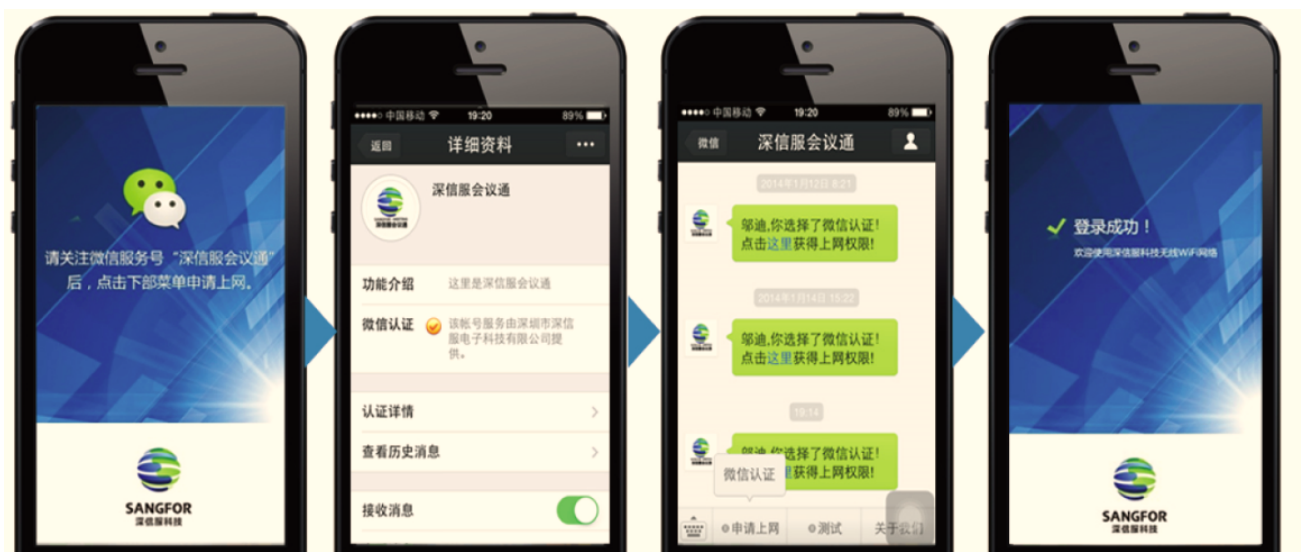 请关注微信服务号“深信服会议通”
后，点击下部菜单申请上网。
SANGFOR
深信服科技
中国移动
19:20
89%
返回
详细资料
深信服会议通
功能介绍
这里是深信服会议通
微信认证
该帐号服务由深圳市深信
服电子科技有限公司提
供。
认证详情
查看历史消息
接收消息
中国移动
19:20
89%
微信
深信服会议通
2014年1月12日 8:21
邬迪,你选择了微信认证!
点击这里获得上网权限!
2014年1月14日 15:22
邬迪,你选择了微信认证!
点击这里获得上网权限!
19:14
邬迪,你选择了微信认证!
里获得上网权限!
微信认证
申请上网
测试
关于我们
登录成功！
欢迎使用深信服科技无线WiFi网络
SANGFOR
深信服科技